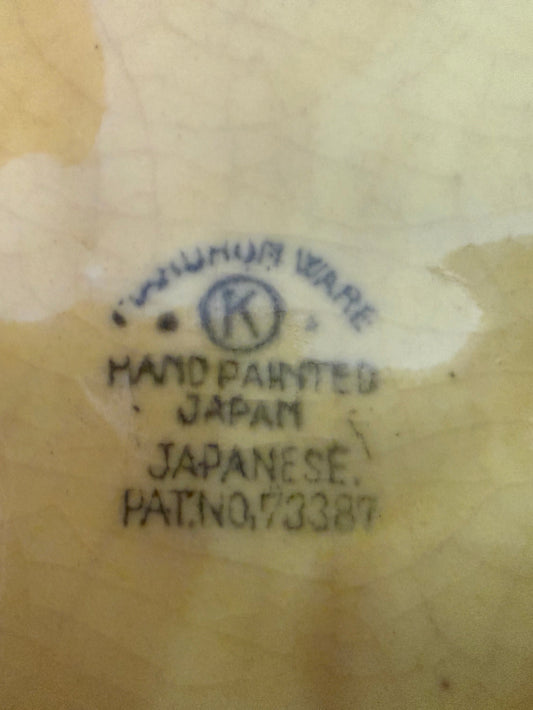 WARE
K
HAND PAINTED
JAPAN
JAPANESE.
PAT.NO,73387